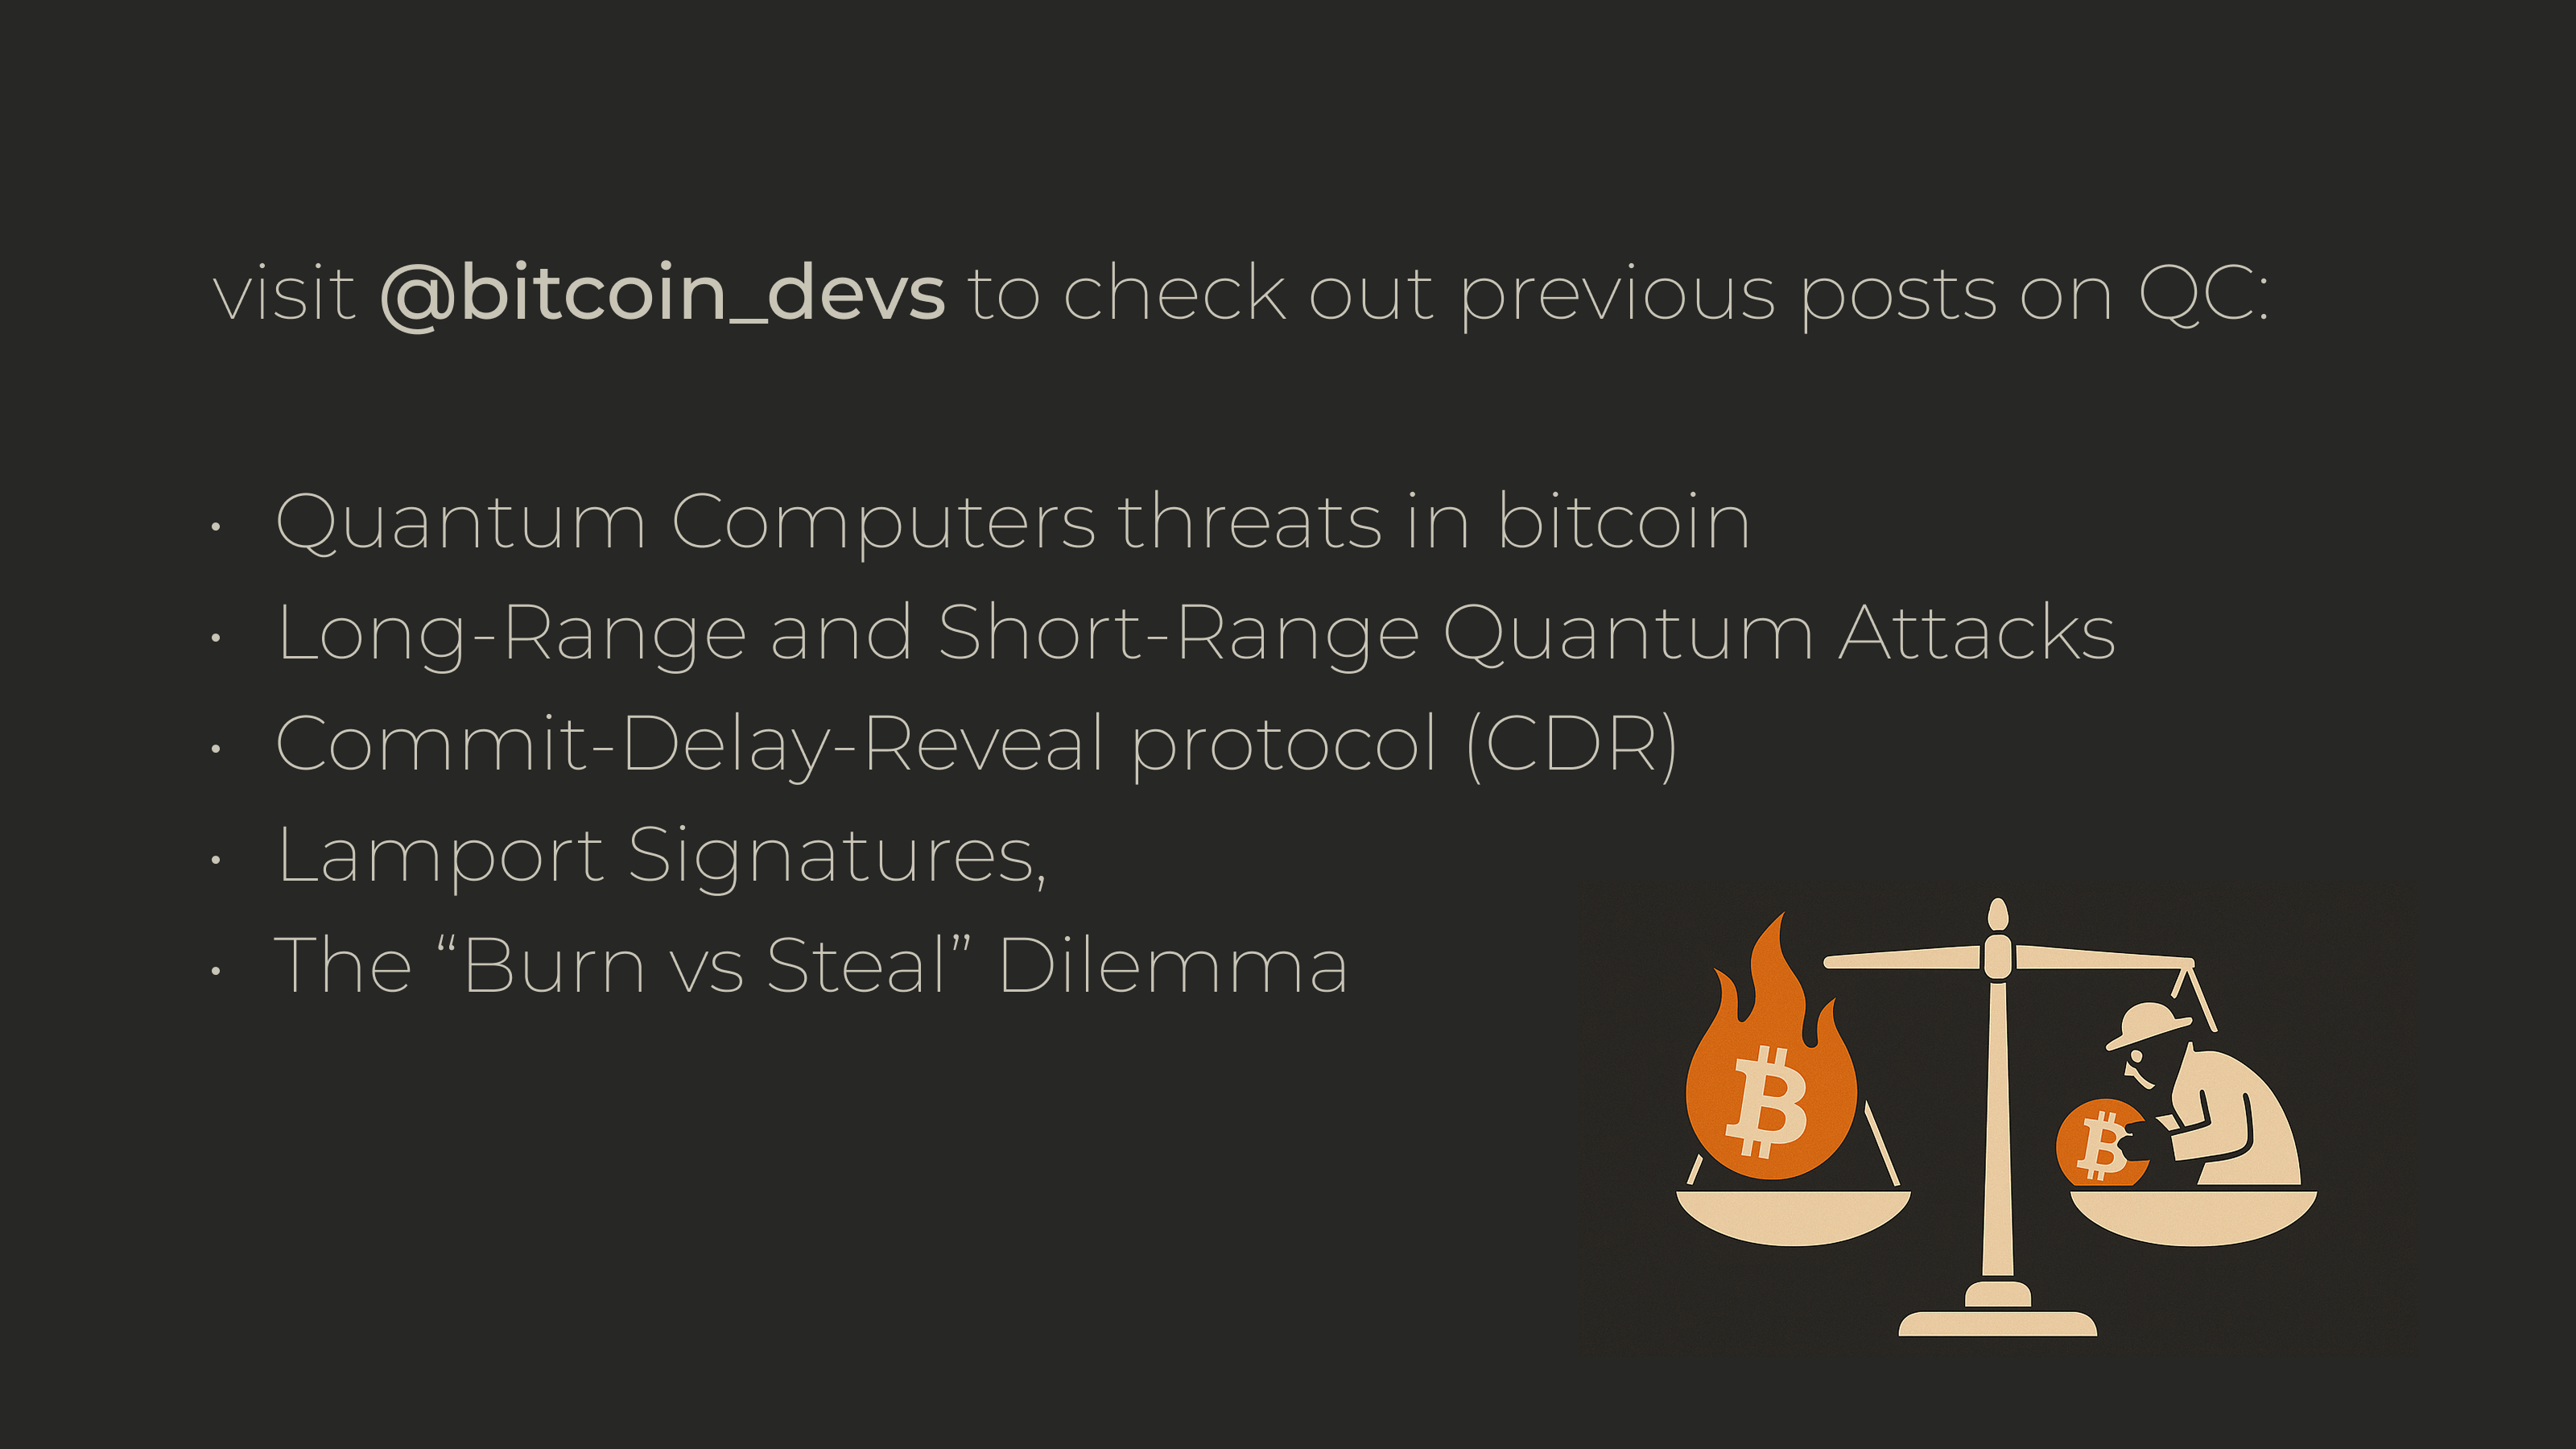 visit @bitcoin_devs to check out previous posts on QC:
• Quantum Computers threats in bitcoin
• Long-Range and Short-Range Quantum Attacks
• Commit-Delay-Reveal protocol (CDR)
• Lamport Signatures,
• The “Burn vs Steal” Dilemma